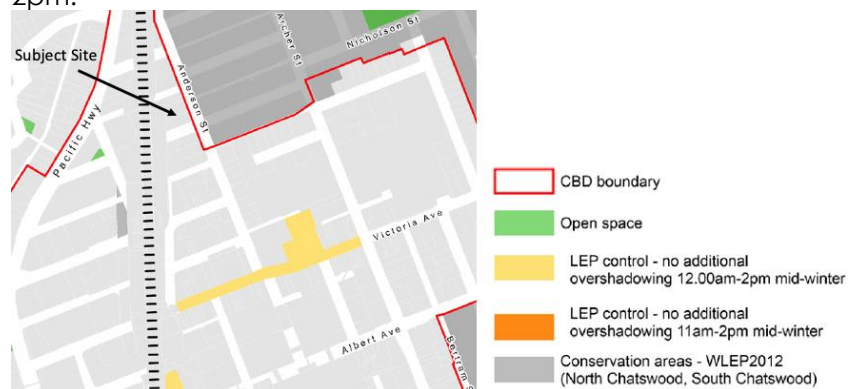 2pm.
Subject Site
Pacific Hwy
Anderson St
Archer St
Nicholson St
Victoria Ave
Albert Ave
Bertram S
CBD boundary
Open space
LEP control - no additional
overshadowing 12.00am-2pm mid-winter
LEP control - no additional
overshadowing 11am-2pm mid-winter
Conservation areas - WLEP2012
(North Chatswood, South Chatswood)